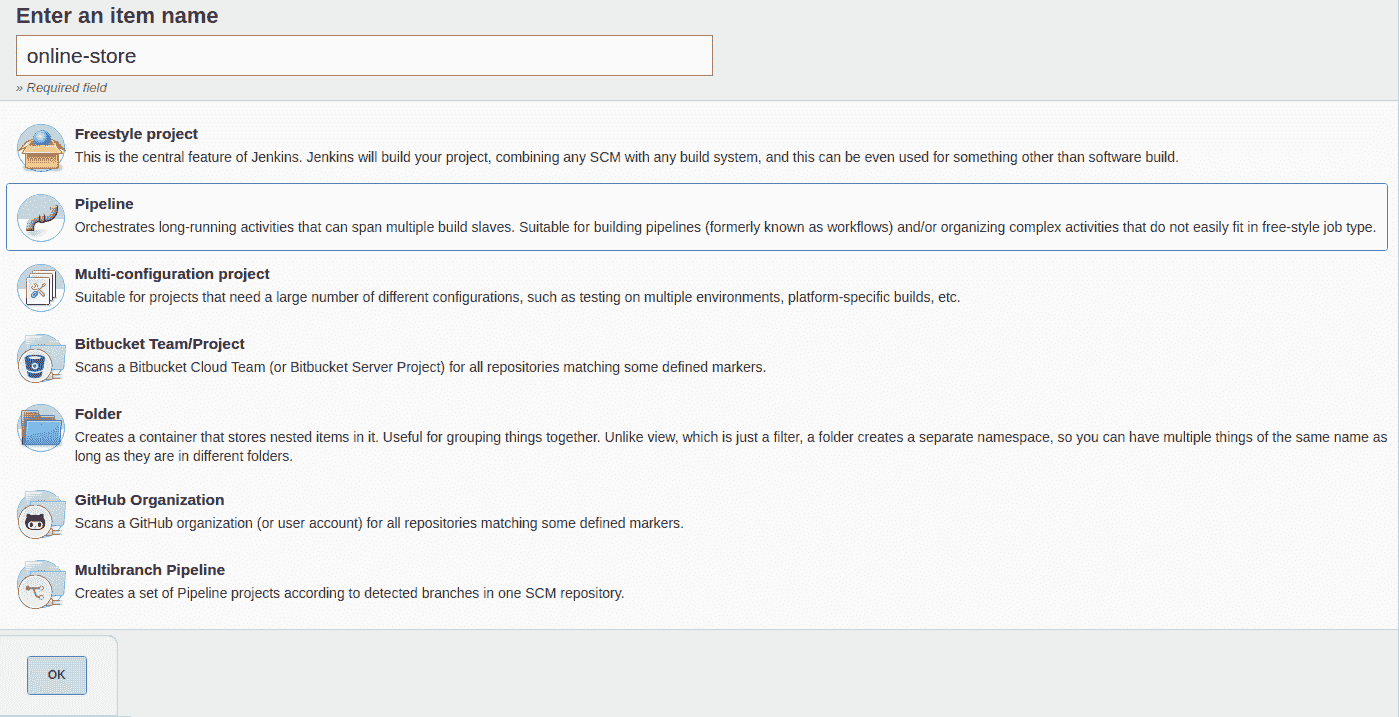 Enter an item name
online-store
» Required field
Freestyle project
This is the central feature of Jenkins. Jenkins will build your project, combining any SCM with any build system, and this can be even used for something other than software build.
Pipeline
Orchestrates long-running activities that can span multiple build slaves. Suitable for building pipelines (formerly known as workflows) and/or organizing complex activities that do not easily fit in free-style job type.
Multi-configuration project
Suitable for projects that need a large number of different configurations, such as testing on multiple environments, platform-specific builds, etc.
Bitbucket Team/Project
Scans a Bitbucket Cloud Team (or Bitbucket Server Project) for all repositories matching some defined markers.
Folder
Creates a container that stores nested items in it. Useful for grouping things together. Unlike view, which is just a filter, a folder creates a separate namespace, so you can have multiple things of the same name as
long as they are in different folders.
GitHub Organization
Scans a GitHub organization (or user account) for all repositories matching some defined markers.
Multibranch Pipeline
Creates a set of Pipeline projects according to detected branches in one SCM repository.
OK